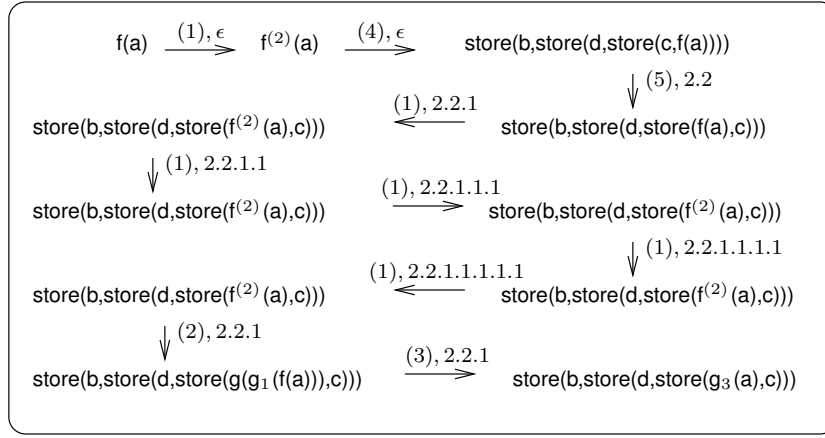 f(a) (1), ϵ f⁽²⁾(a) (4), ϵ store(b,store(d,store(c,f(a))))
(5), 2.2
store(b,store(d,store(f⁽²⁾(a),c))) (1), 2.2.1 store(b,store(d,store(f(a),c)))
(1), 2.2.1.1
store(b,store(d,store(f⁽²⁾(a),c))) (1), 2.2.1.1.1 store(b,store(d,store(f⁽²⁾(a),c)))
(1), 2.2.1.1.1.1
store(b,store(d,store(f⁽²⁾(a),c))) (1), 2.2.1.1.1.1.1 store(b,store(d,store(f⁽²⁾(a),c)))
(2), 2.2.1
store(b,store(d,store(g(g₁(f(a))),c))) (3), 2.2.1 store(b,store(d,store(g₃(a),c)))